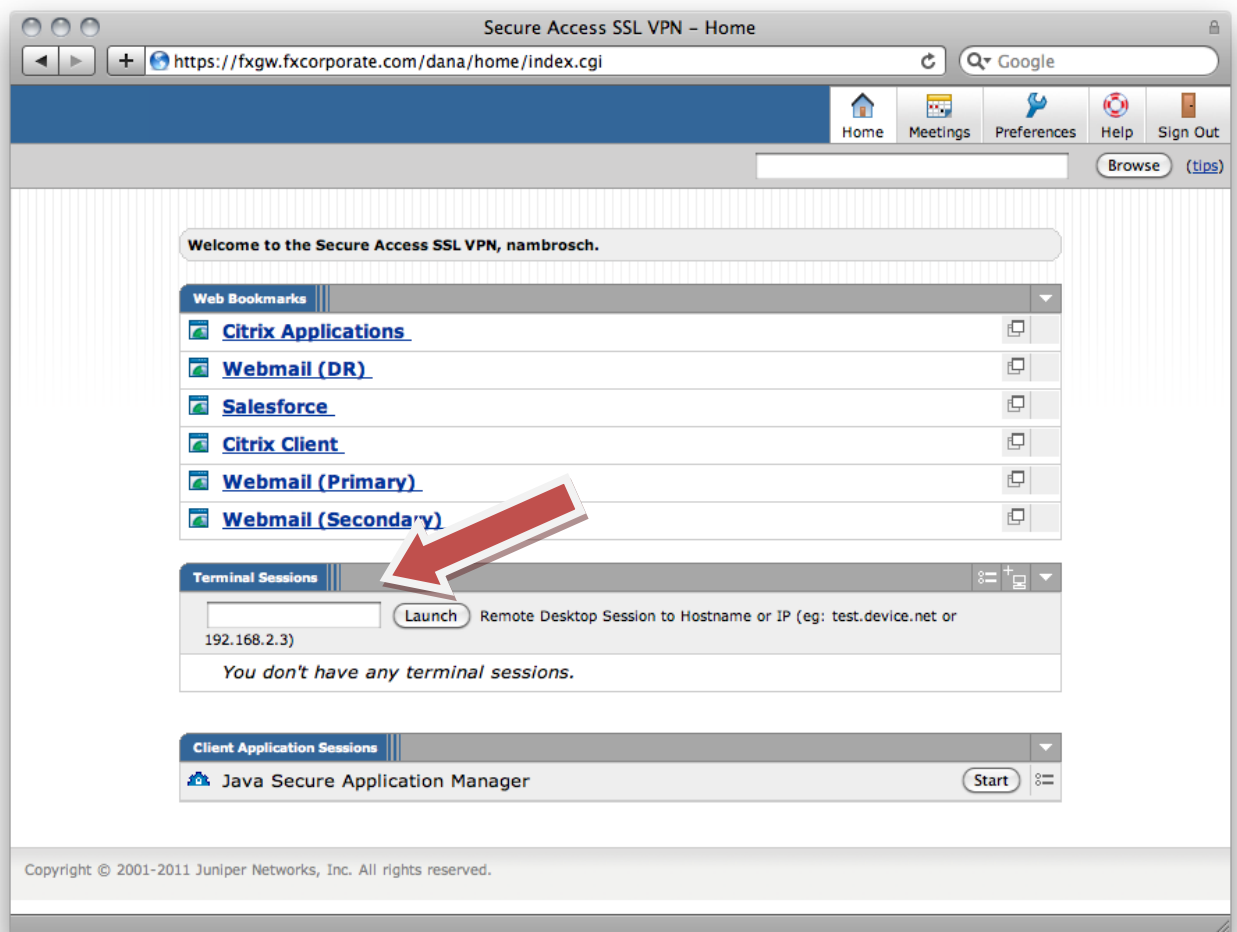 Secure Access SSL VPN – Home
https://fxgw.fxcorporate.com/dana/home/index.cgi
Google
Home Meetings Preferences Help Sign Out
Browse (tips)
Welcome to the Secure Access SSL VPN, nambrosch.
Web Bookmarks
Citrix Applications
Webmail (DR)
Salesforce
Citrix Client
Webmail (Primary)
Webmail (Secondary)
Terminal Sessions
Launch Remote Desktop Session to Hostname or IP (eg: test.device.net or
192.168.2.3)
You don't have any terminal sessions.
Client Application Sessions
Java Secure Application Manager Start
Copyright © 2001-2011 Juniper Networks, Inc. All rights reserved.